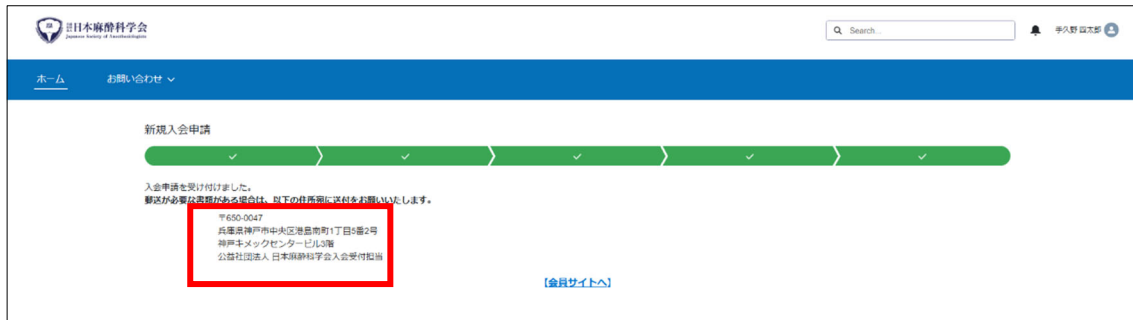 日本麻酔科学会
Japanese Society of Anesthesiologists
Search...
手久野 四太郎
ホーム
お問い合わせ
新規入会申請
入会申請を受け付けました。
郵送が必要な書類がある場合は、以下の住所宛に送付をお願いいたします。
〒650-0047
兵庫県神戸市中央区港島南町1丁目5番2号
神戸キメックセンタービル3階
公益社団法人 日本麻酔科学会入会受付担当
【会員サイトへ】